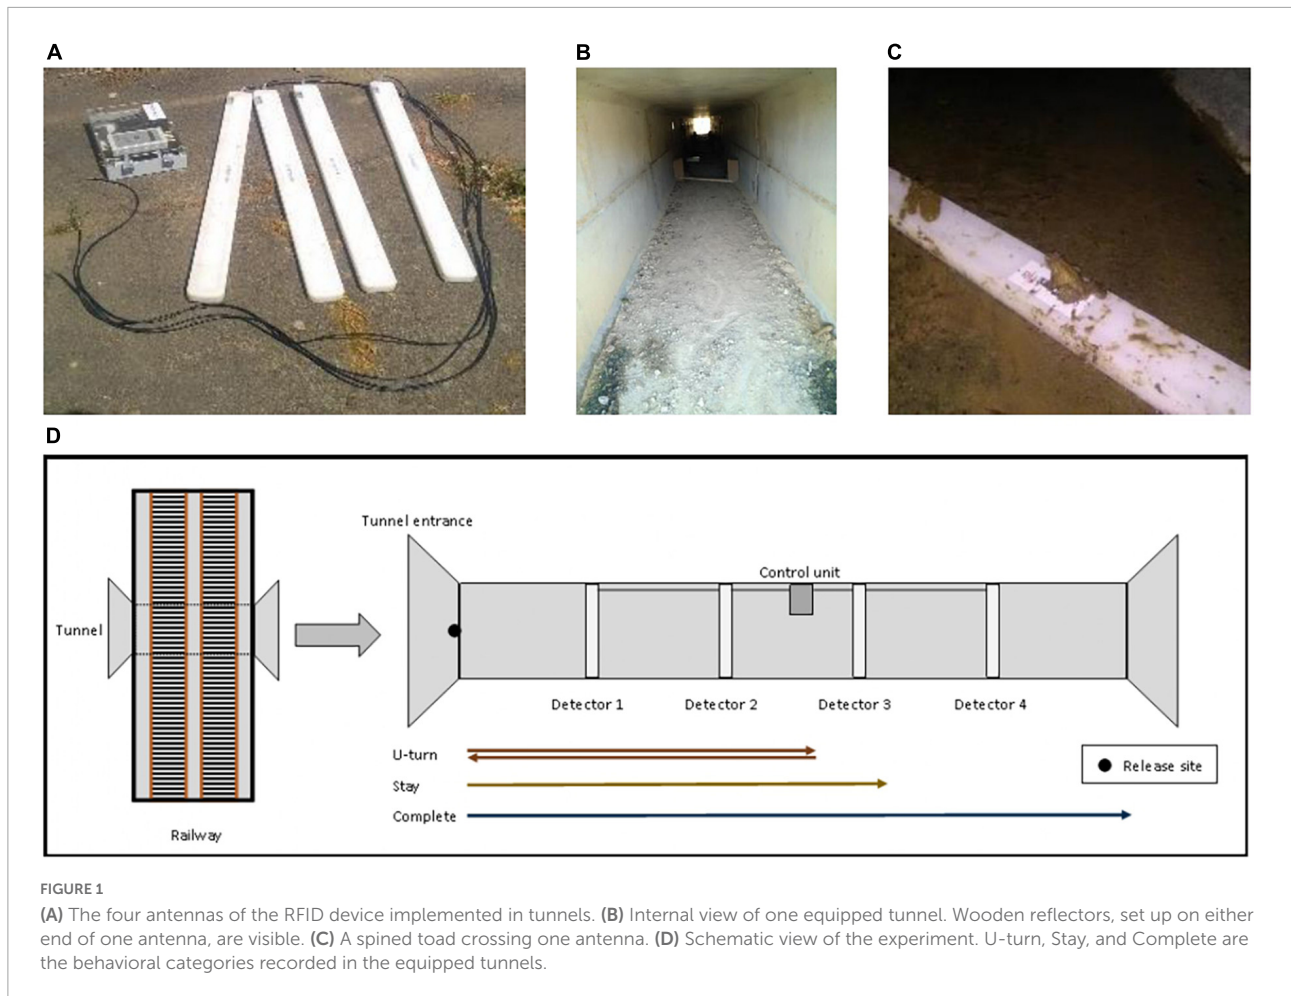 A
B
C
D
Tunnel entrance
Control unit
Tunnel
Detector 1
Detector 2
Detector 3
Detector 4
U-turn
Stay
Complete
Release site
Railway
FIGURE 1
(A) The four antennas of the RFID device implemented in tunnels. (B) Internal view of one equipped tunnel. Wooden reflectors, set up on either
end of one antenna, are visible. (C) A spined toad crossing one antenna. (D) Schematic view of the experiment. U-turn, Stay, and Complete are
the behavioral categories recorded in the equipped tunnels.